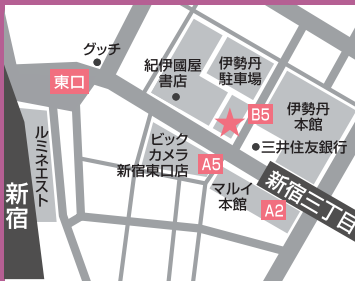 グッチ
紀伊國屋
書店
伊勢丹
駐車場
東口
B5
伊勢丹
本館
ルミネエスト
ビック
カメラ
新宿東口店
A5
三井住友銀行
新宿
マルイ
本館
A2
新宿三丁目